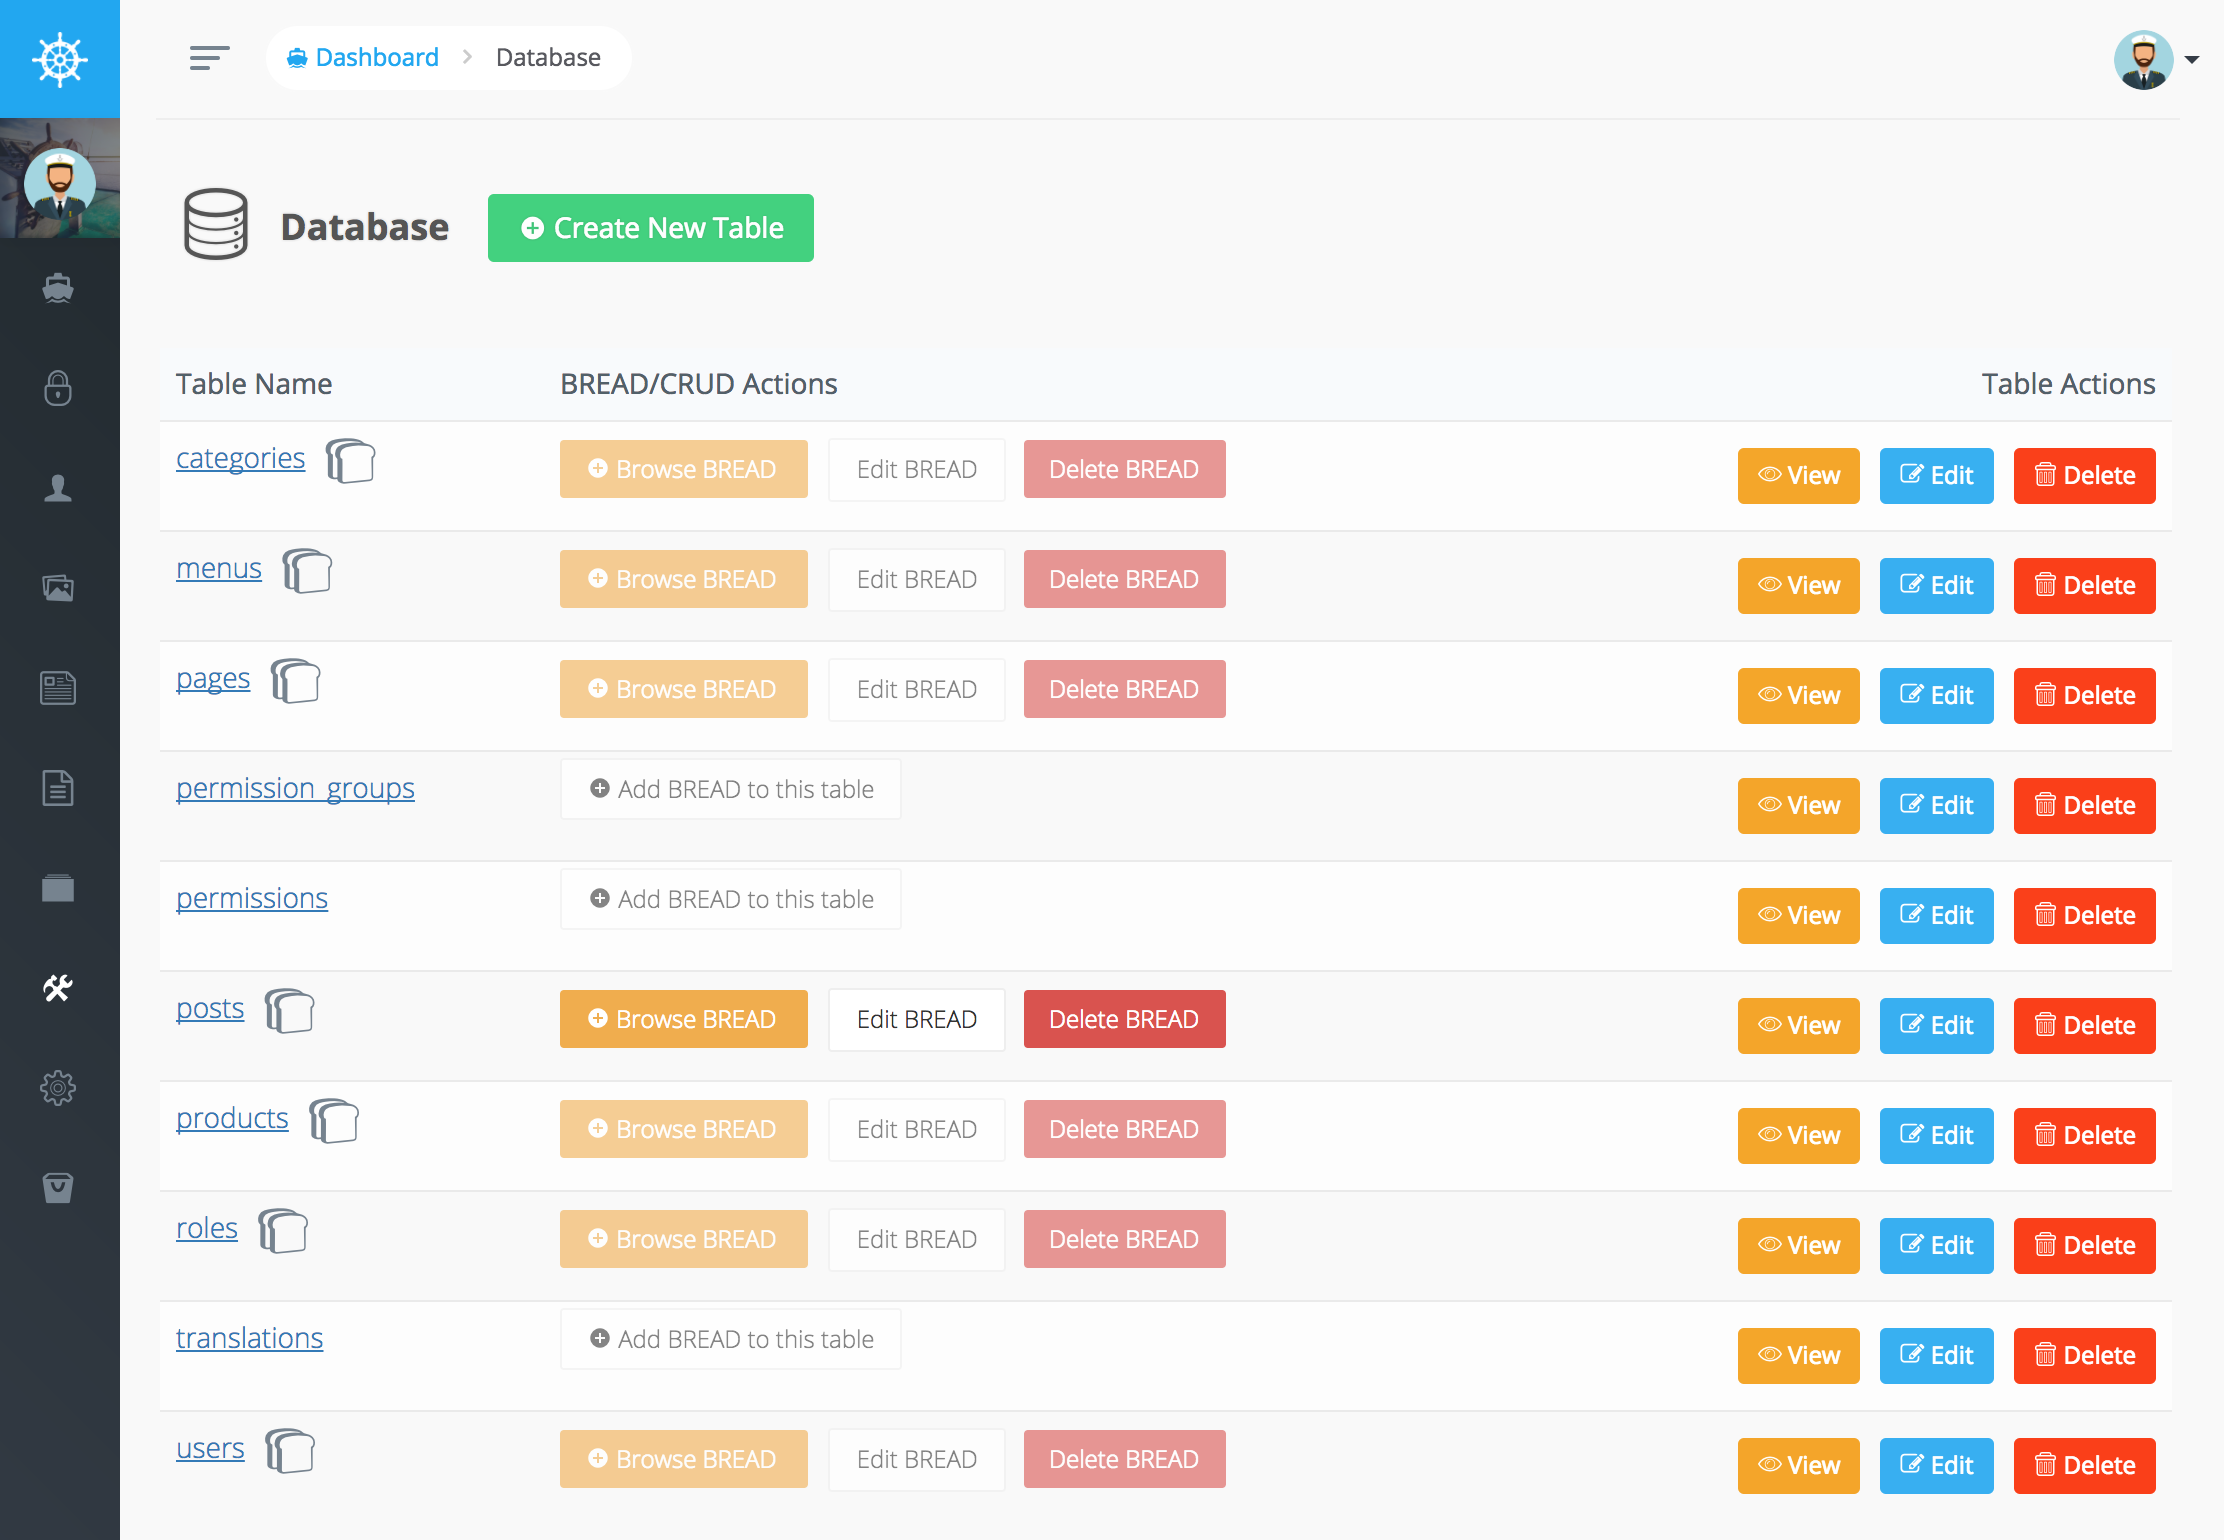 Dashboard > Database
Database
Create New Table
Table Name BREAD/CRUD Actions Table Actions
categories Browse BREAD Edit BREAD Delete BREAD View Edit Delete
menus Browse BREAD Edit BREAD Delete BREAD View Edit Delete
pages Browse BREAD Edit BREAD Delete BREAD View Edit Delete
permission_groups Add BREAD to this table View Edit Delete
permissions Add BREAD to this table View Edit Delete
posts Browse BREAD Edit BREAD Delete BREAD View Edit Delete
products Browse BREAD Edit BREAD Delete BREAD View Edit Delete
roles Browse BREAD Edit BREAD Delete BREAD View Edit Delete
translations Add BREAD to this table View Edit Delete
users Browse BREAD Edit BREAD Delete BREAD View Edit Delete